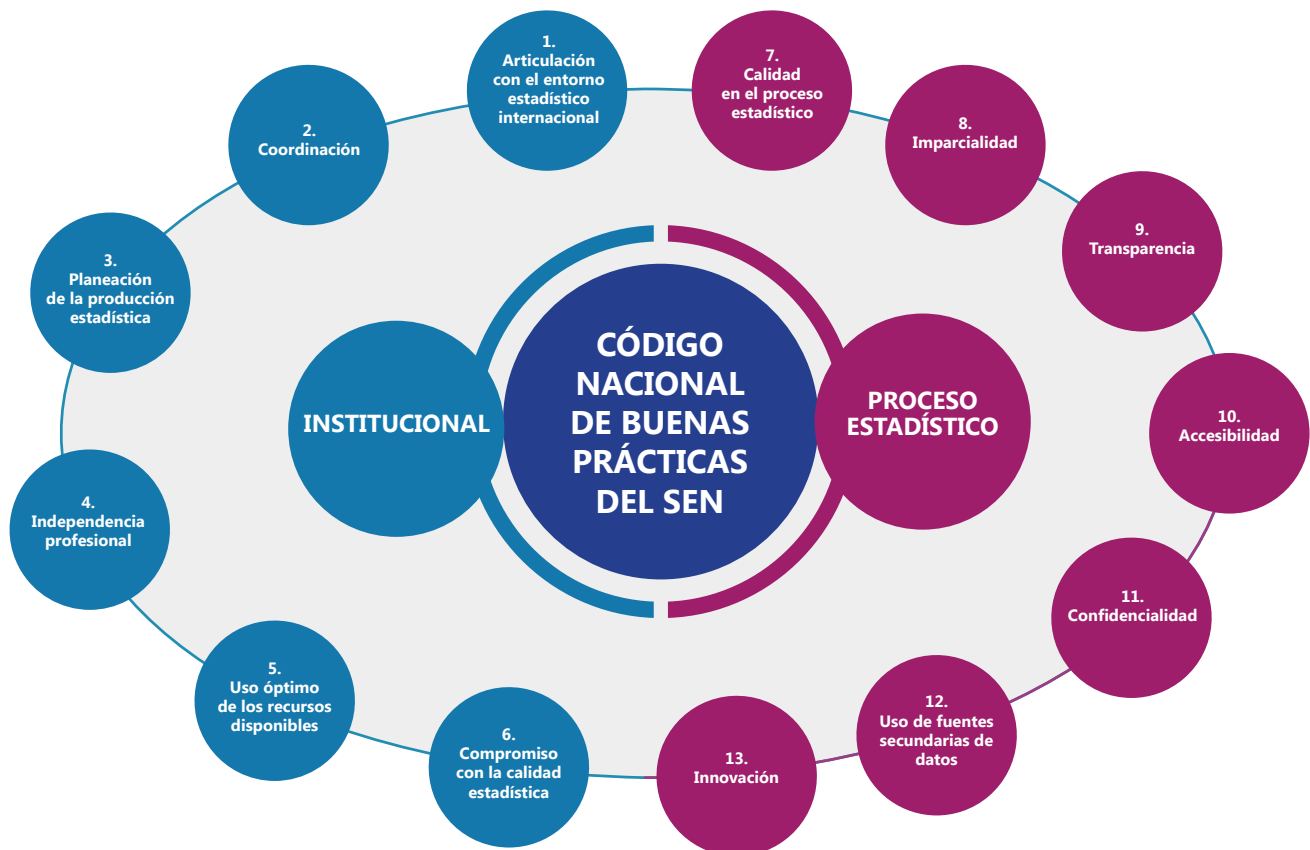 CÓDIGO
NACIONAL
DE BUENAS
PRÁCTICAS
DEL SEN
INSTITUCIONAL
PROCESO
ESTADÍSTICO
1.
Articulación
con el entorno
estadístico
internacional
2.
Coordinación
3.
Planeación
de la producción
estadística
4.
Independencia
profesional
5.
Uso óptimo
de los recursos
disponibles
6.
Compromiso
con la calidad
estadística
7.
Calidad
en el proceso
estadístico
8.
Imparcialidad
9.
Transparencia
10.
Accesibilidad
11.
Confidencialidad
12.
Uso de fuentes
secundarias de
datos
13.
Innovación